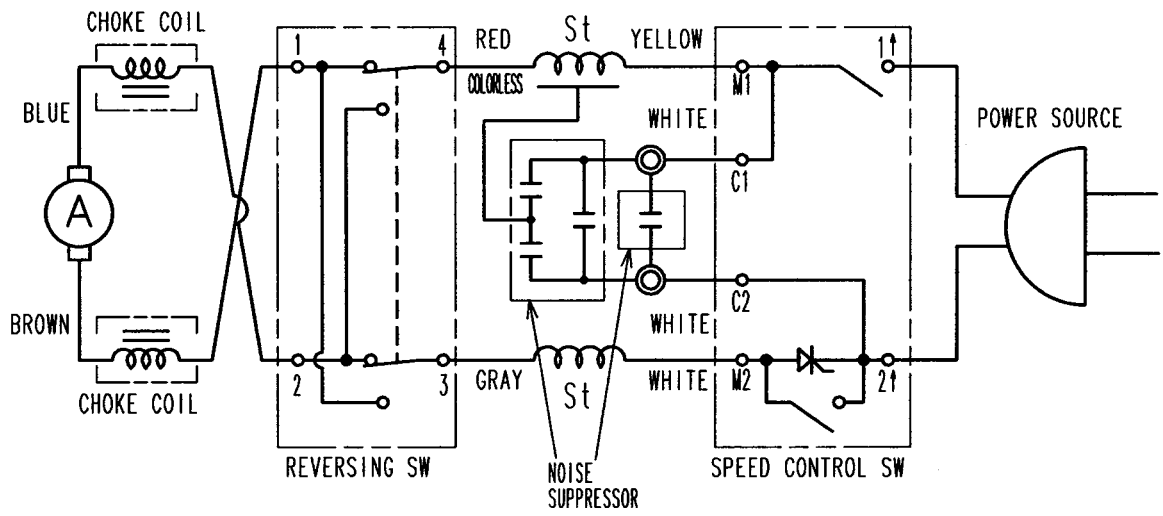 CHOKE COIL
1
4
RED
St
YELLOW
1↑
COLORLESS
M1
BLUE
WHITE
POWER SOURCE
C1
A
C2
BROWN
WHITE
2
3
GRAY
St
WHITE
M2
2↑
CHOKE COIL
REVERSING SW
NOISE
SUPPRESSOR
SPEED CONTROL SW